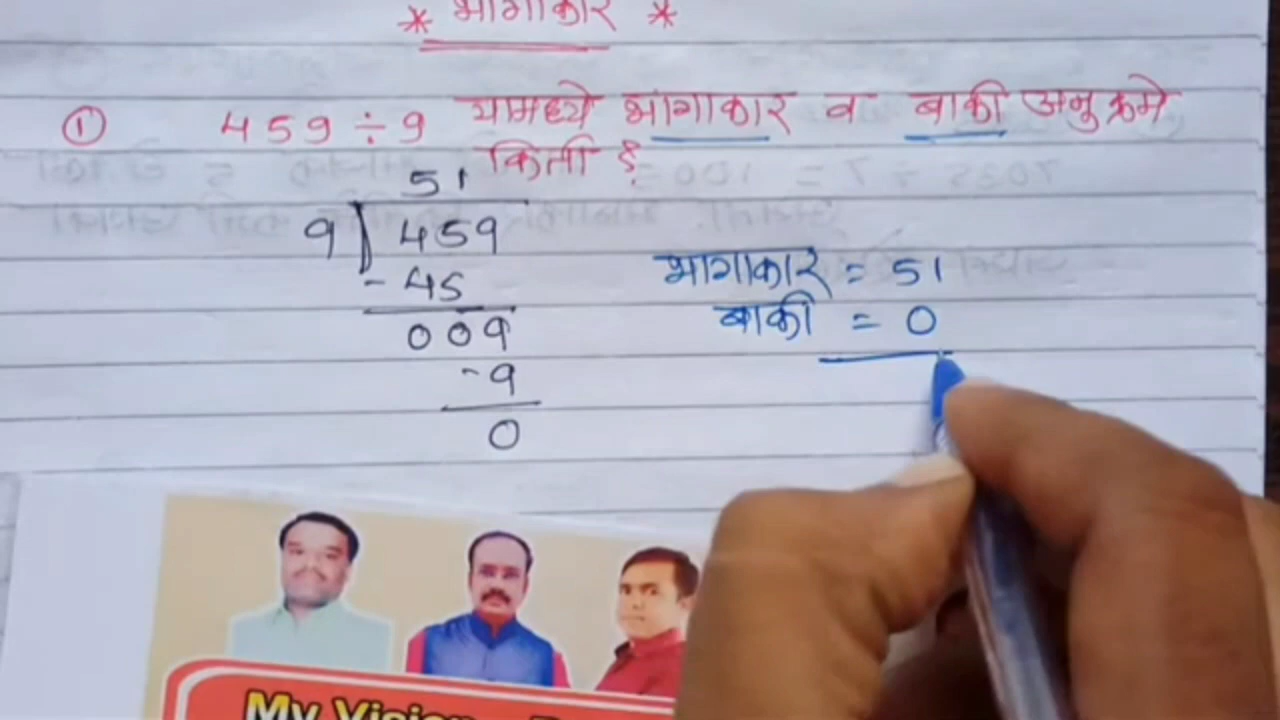 * भागाकार *
① 459 ÷ 9 यामध्ये भागाकार व बाकी अनुक्रमे
किती ?
51
9 459
- 45
009
- 9
0
भागाकार = 51
बाकी = 0
My Vision